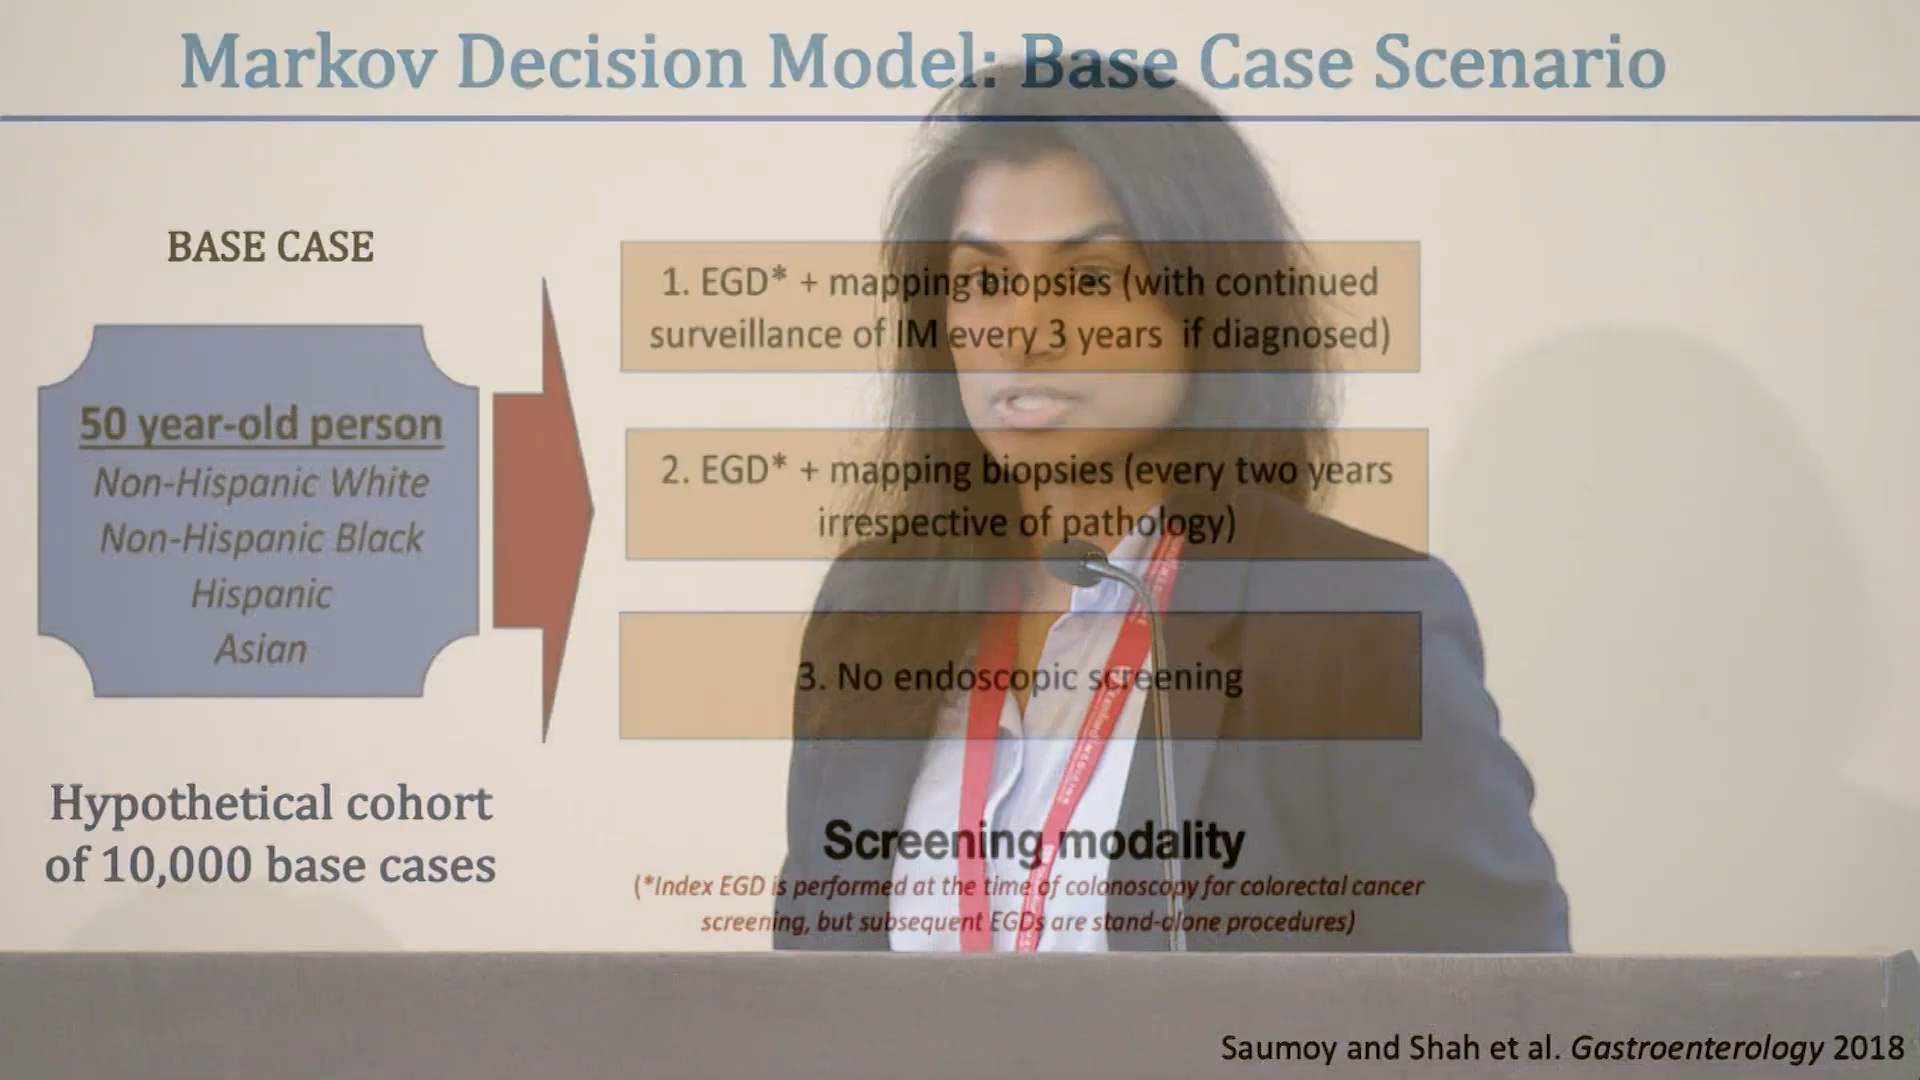 Markov Decision Model: Base Case Scenario
BASE CASE
50 year-old person
Non-Hispanic White
Non-Hispanic Black
Hispanic
Asian
Hypothetical cohort
of 10,000 base cases
1. EGD* + mapping biopsies (with continued
surveillance of IM every 3 years if diagnosed)
2. EGD* + mapping biopsies (every two years
irrespective of pathology)
3. No endoscopic screening
Screening modality
(*Index EGD is performed at the time of colonoscopy for colorectal cancer
screening, but subsequent EGDs are stand-alone procedures)
Saumoy and Shah et al. Gastroenterology 2018